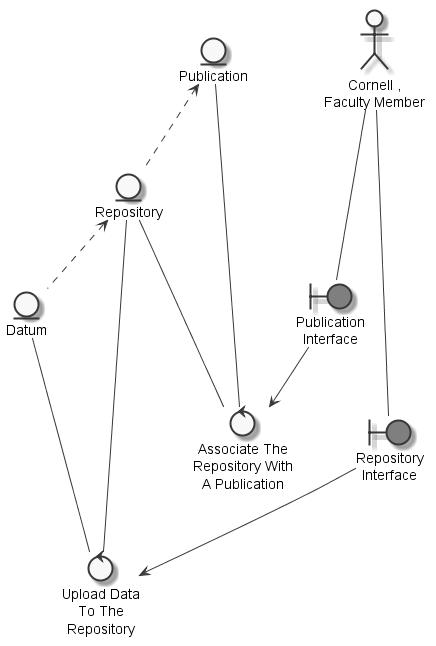 Publication
Cornell ,
Faculty Member
Repository
Datum
Publication
Interface
Associate The
Repository With
A Publication
Repository
Interface
Upload Data
To The
Repository